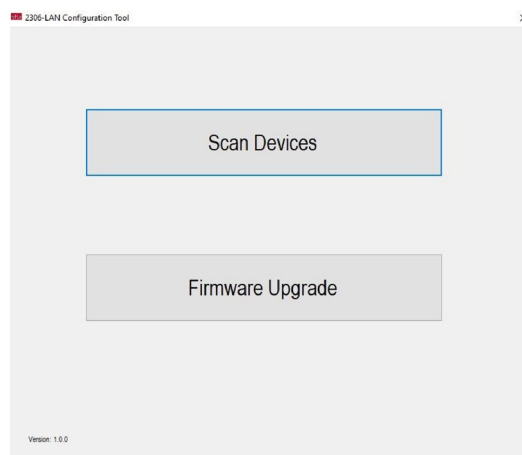 2306-LAN Configuration Tool
Scan Devices
Firmware Upgrade
Version: 1.0.0